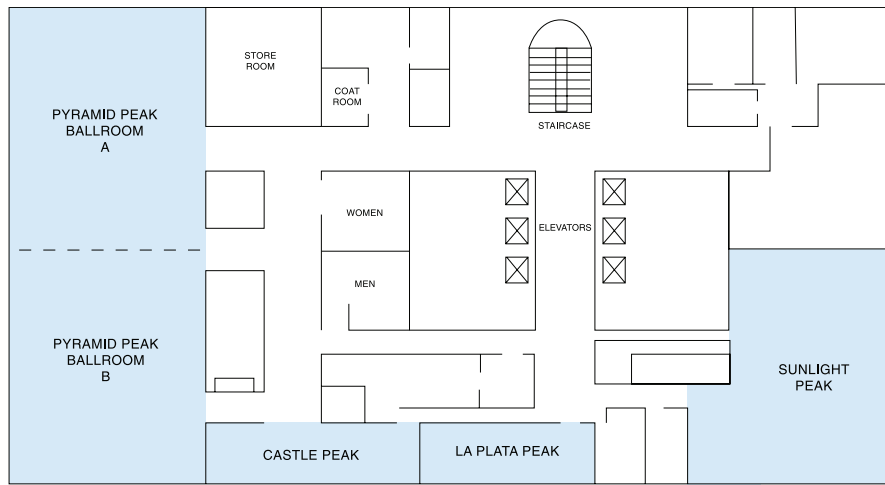 STORE
ROOM
COAT
ROOM
PYRAMID PEAK
BALLROOM
A
STAIRCASE
WOMEN
ELEVATORS
MEN
PYRAMID PEAK
BALLROOM
B
SUNLIGHT
PEAK
CASTLE PEAK
LA PLATA PEAK